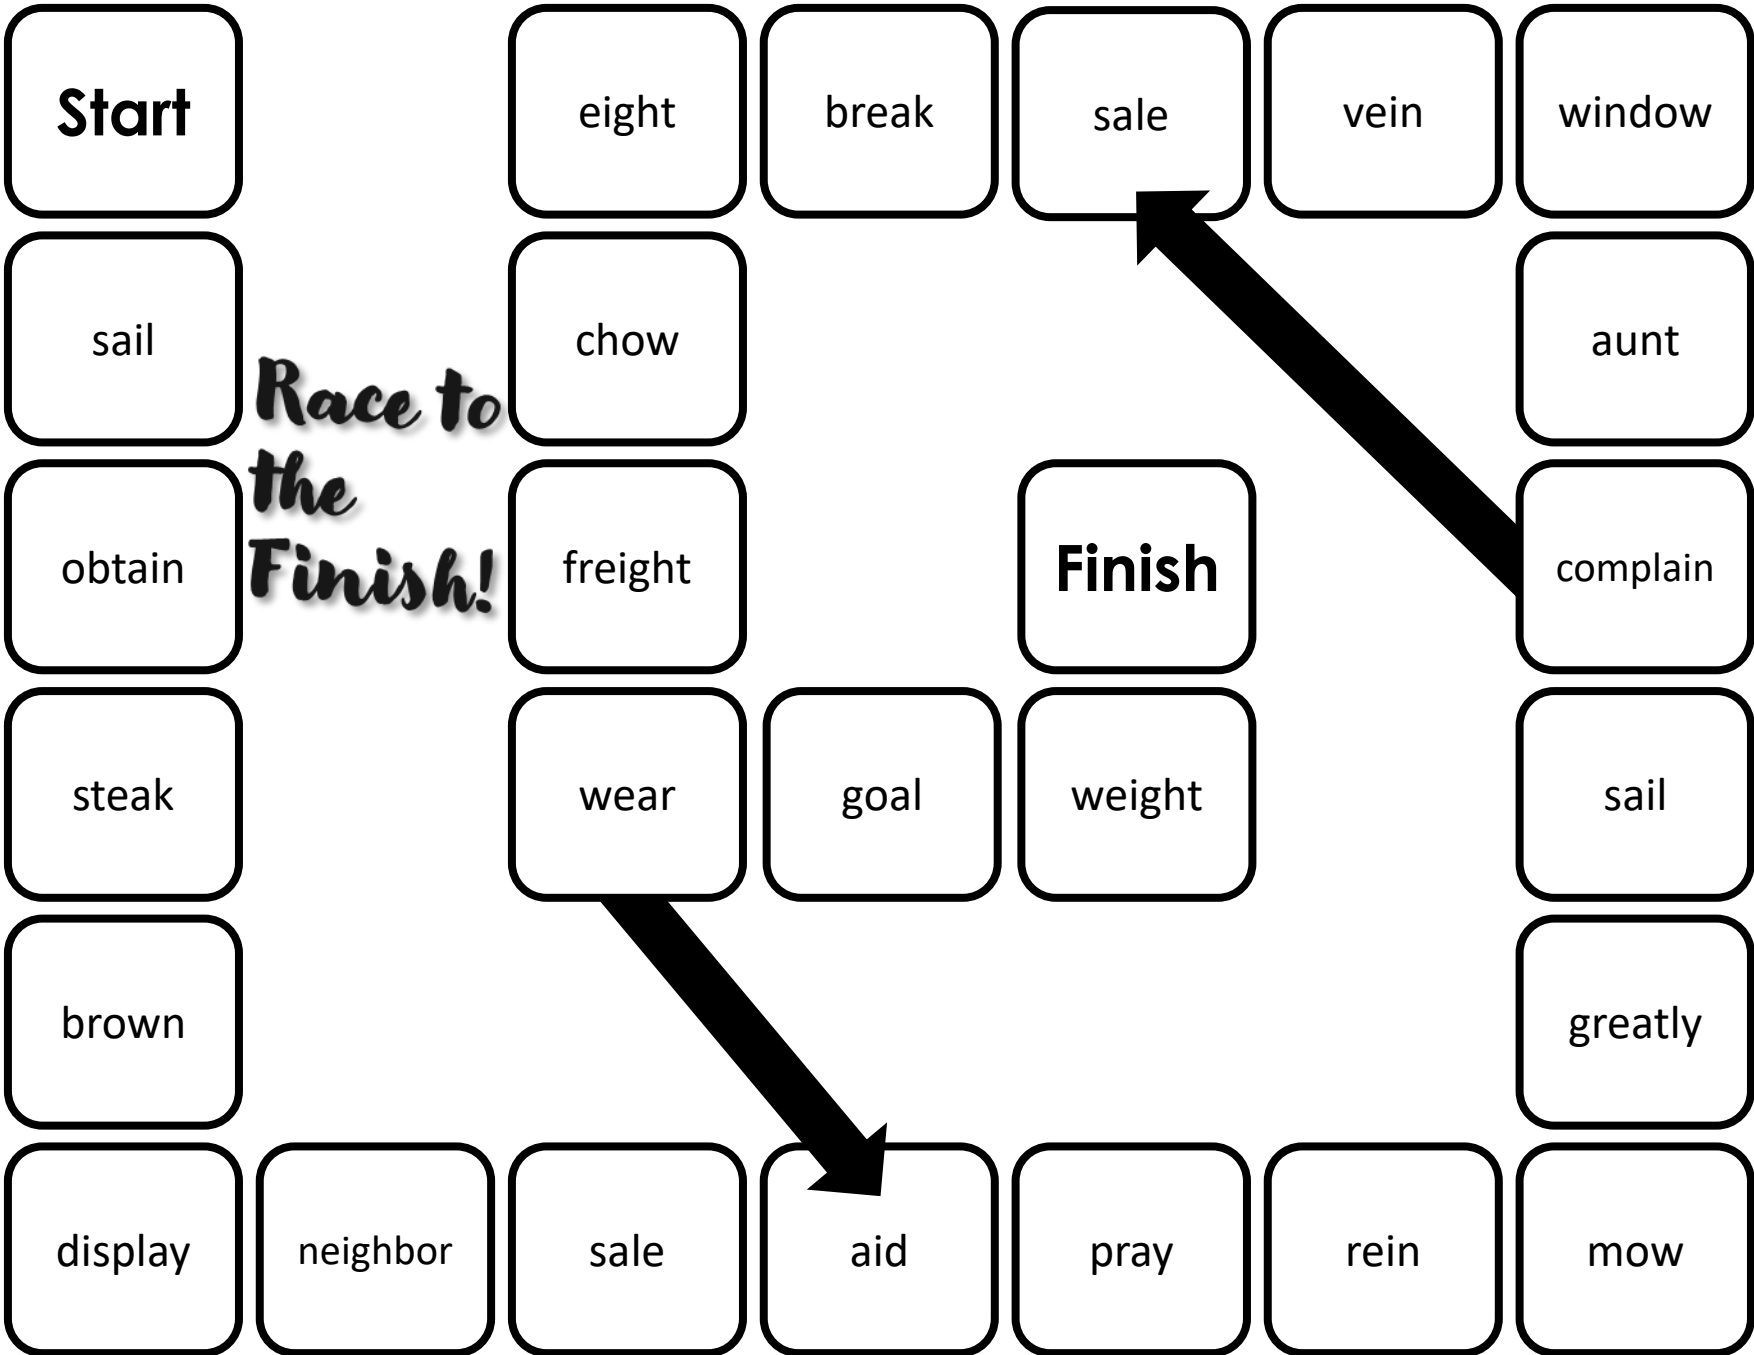 Start
eight
break
sale
vein
window
sail
chow
aunt
Race to
the
Finish!
obtain
freight
Finish
complain
steak
wear
goal
weight
sail
brown
greatly
display
neighbor
sale
aid
pray
rein
mow